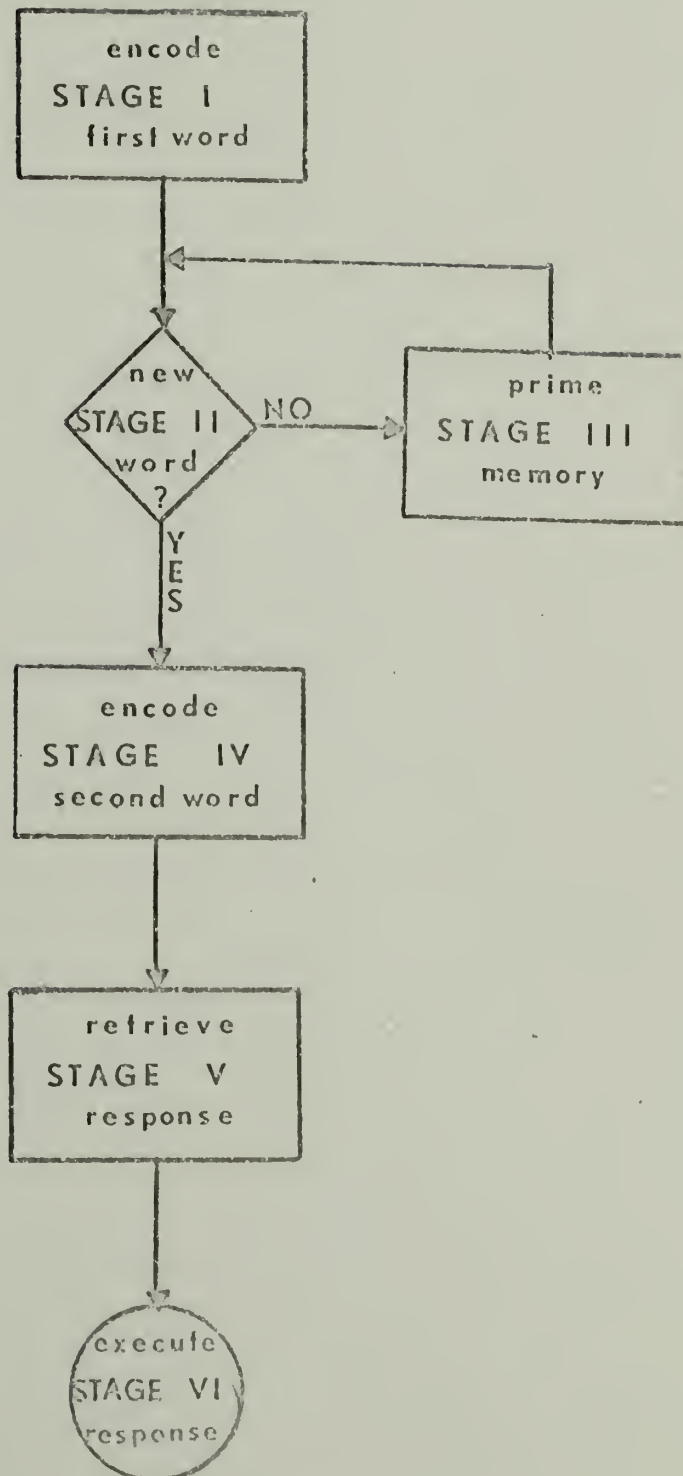 encode
STAGE I
first word
new
STAGE II
word
?
NO
prime
STAGE III
memory
YES
encode
STAGE IV
second word
retrieve
STAGE V
response
execute
STAGE VI
response